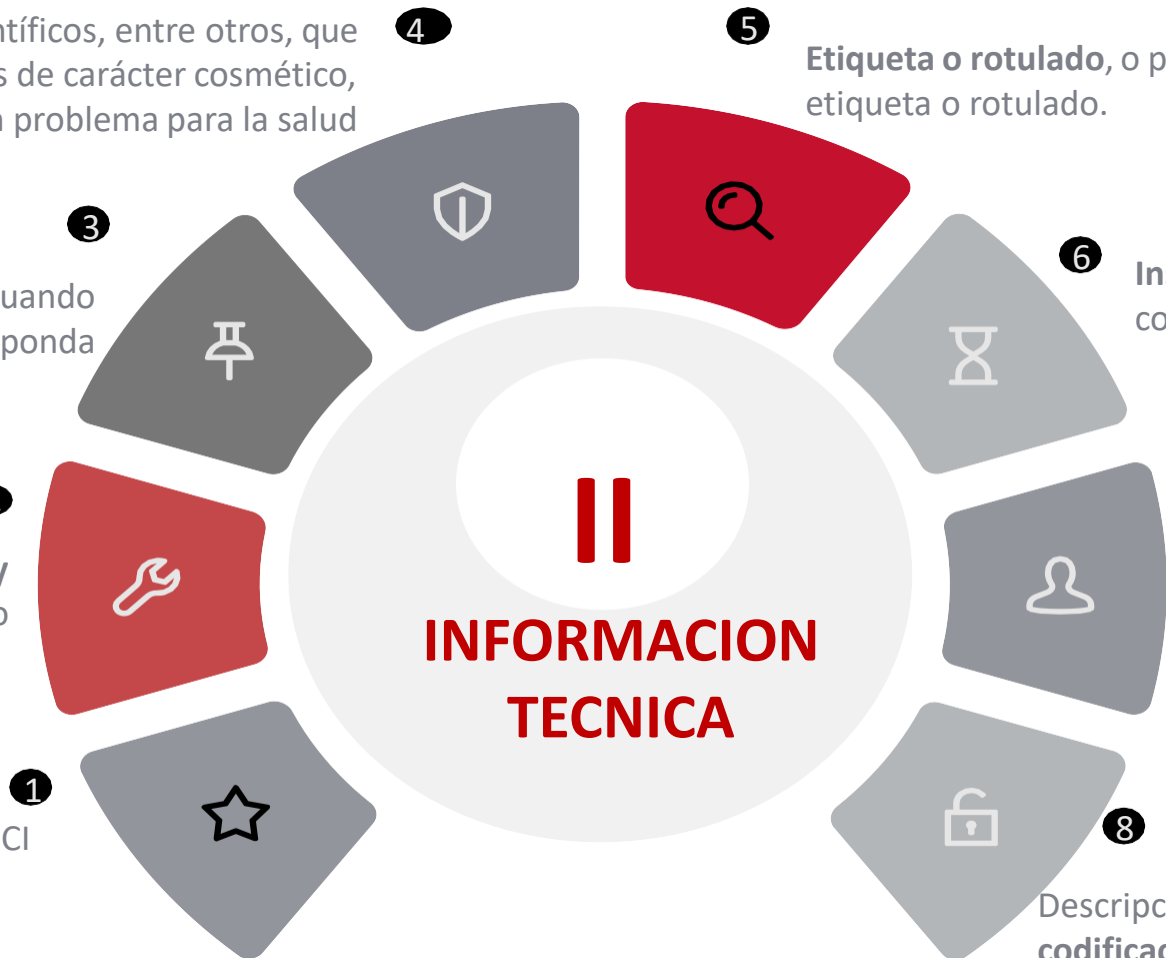 4
ntíficos, entre otros, que
s de carácter cosmético,
problema para la salud
5
Etiqueta o rotulado, o p
etiqueta o rotulado.
3
uando
ponda
6
In
co
II
INFORMACION
TECNICA
1
CI
8
Descripc
codificad